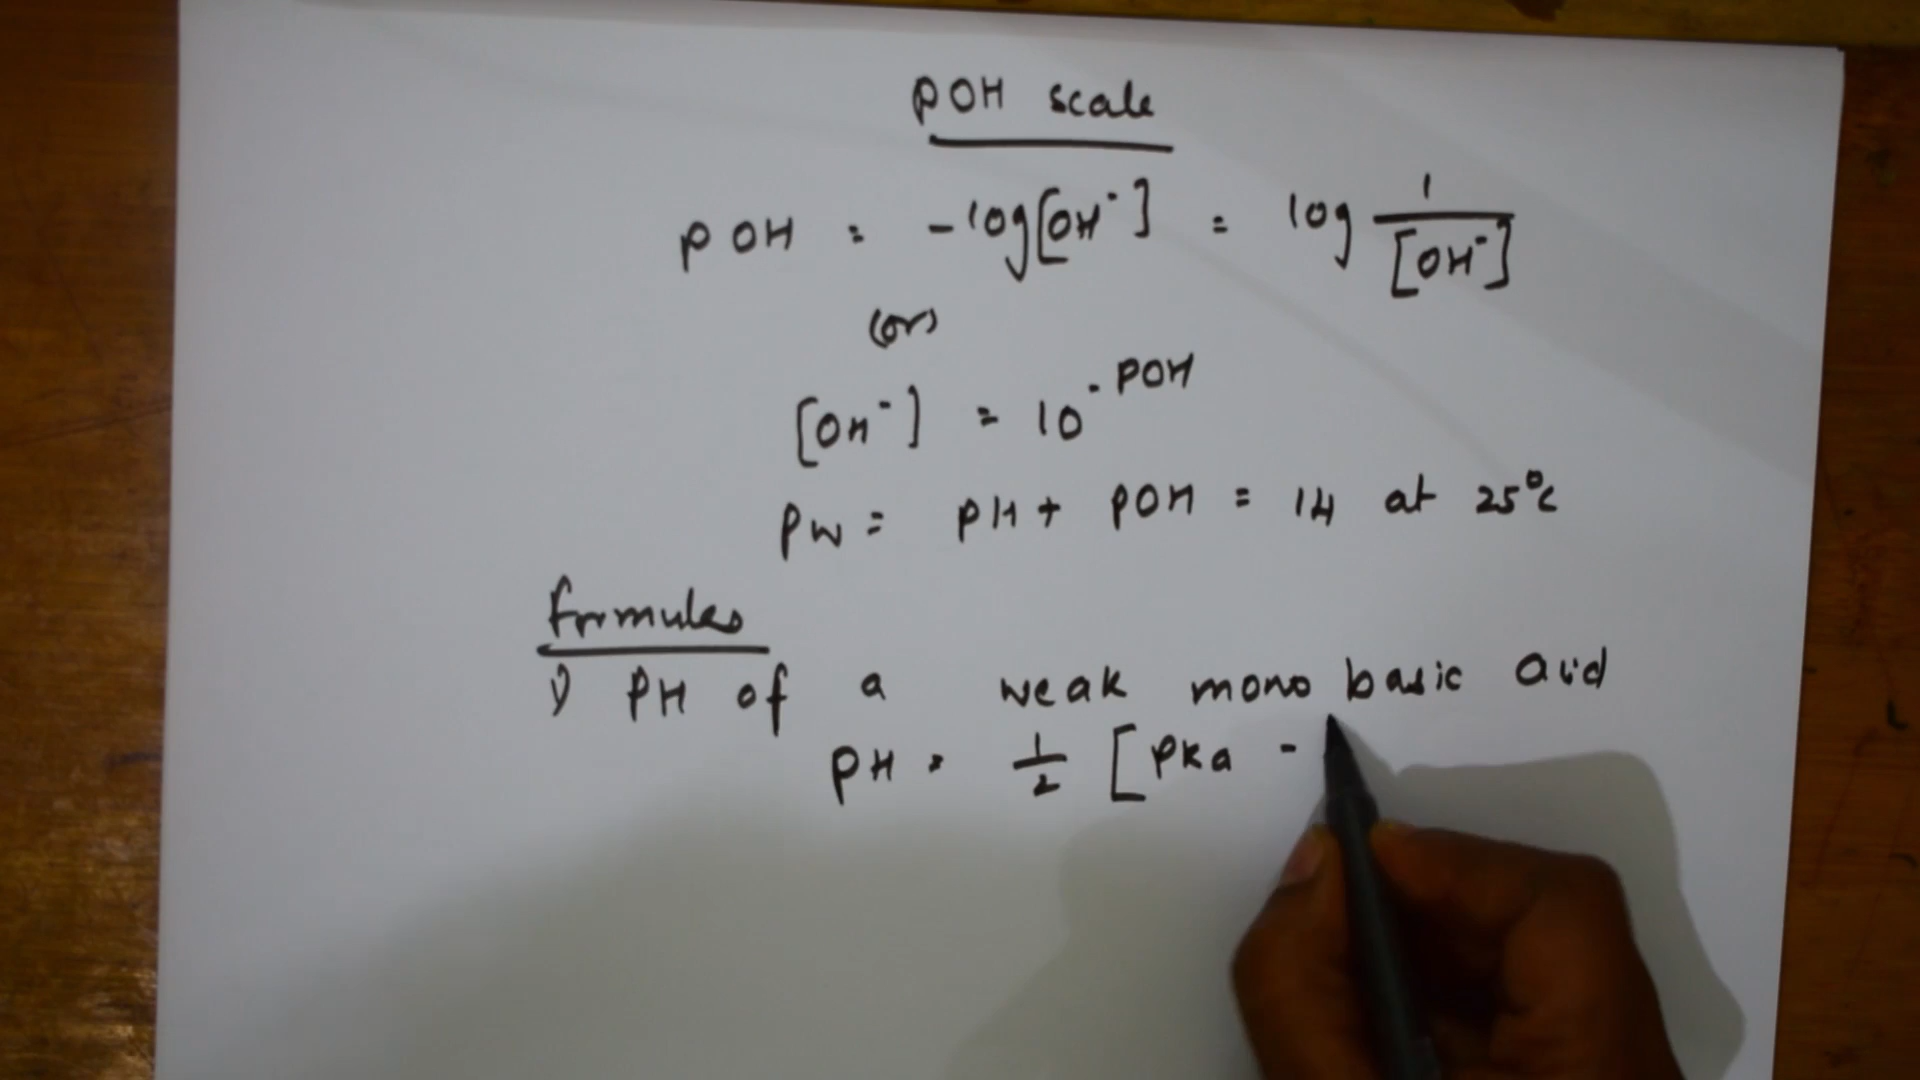 pOH scale
pOH = -log[OH⁻] = log 1/[OH⁻]
(or)
[OH⁻] = 10^-POH
Pw = PH + POH = 14 at 25°C
Formulas
1) PH of a weak mono basic acid
PH = 1/2 [PKa -